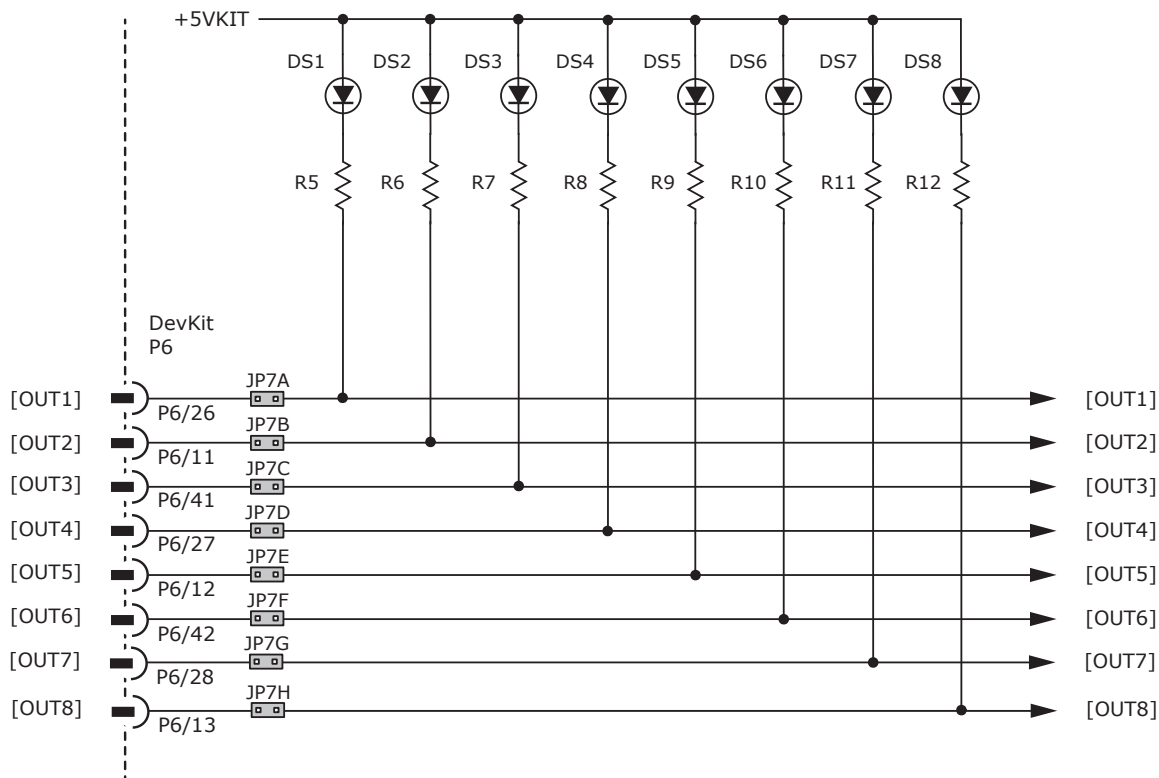 +5VKIT
DS1 DS2 DS3 DS4 DS5 DS6 DS7 DS8
R5 R6 R7 R8 R9 R10 R11 R12
DevKit
P6
JP7A
[OUT1] [OUT1]
P6/26
JP7B
[OUT2] [OUT2]
P6/11
JP7C
[OUT3] [OUT3]
P6/41
JP7D
[OUT4] [OUT4]
P6/27
JP7E
[OUT5] [OUT5]
P6/12
JP7F
[OUT6] [OUT6]
P6/42
JP7G
[OUT7] [OUT7]
P6/28
JP7H
[OUT8] [OUT8]
P6/13